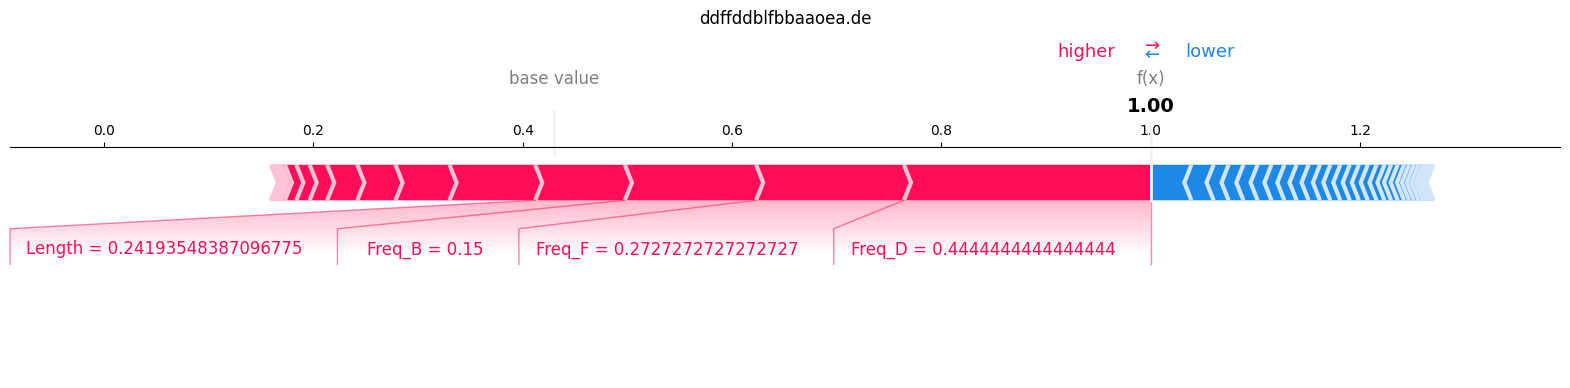 ddffddblfbbaaoea.de
higher → ← lower
base value f(x)
1.00
0.0 0.2 0.4 0.6 0.8 1.0 1.2
Length = 0.24193548387096775 Freq_B = 0.15 Freq_F = 0.2727272727272727 Freq_D = 0.4444444444444444